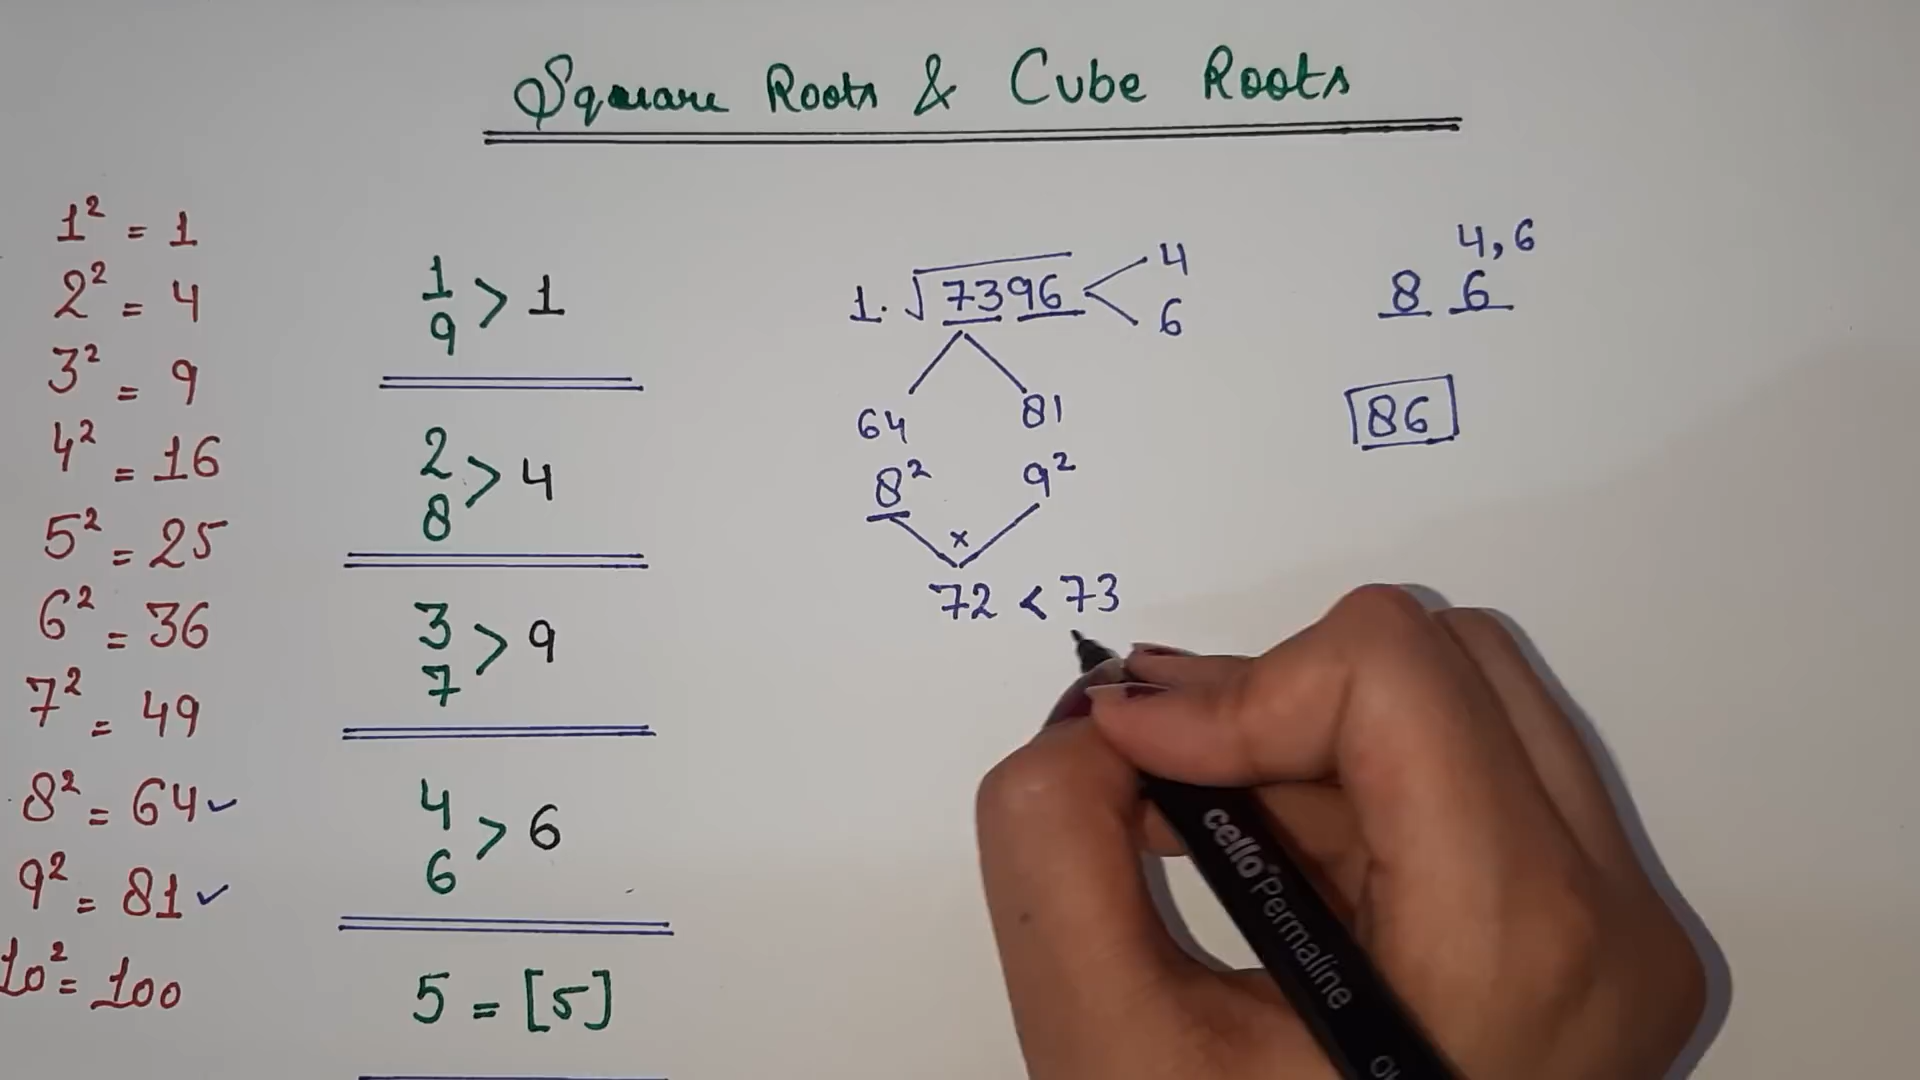 Square Roots & Cube Roots
1² = 1
2² = 4
3² = 9
4² = 16
5² = 25
6² = 36
7² = 49
8² = 64 ✓
9² = 81 ✓
10² = 100
1
9 > 1
2
8 > 4
3
7 > 9
4
6 > 6
5 = [5]
1. √7396 < 4
6
64 81
8² 9²
×
72 < 73
4,6
8 6
86
cello Permaline